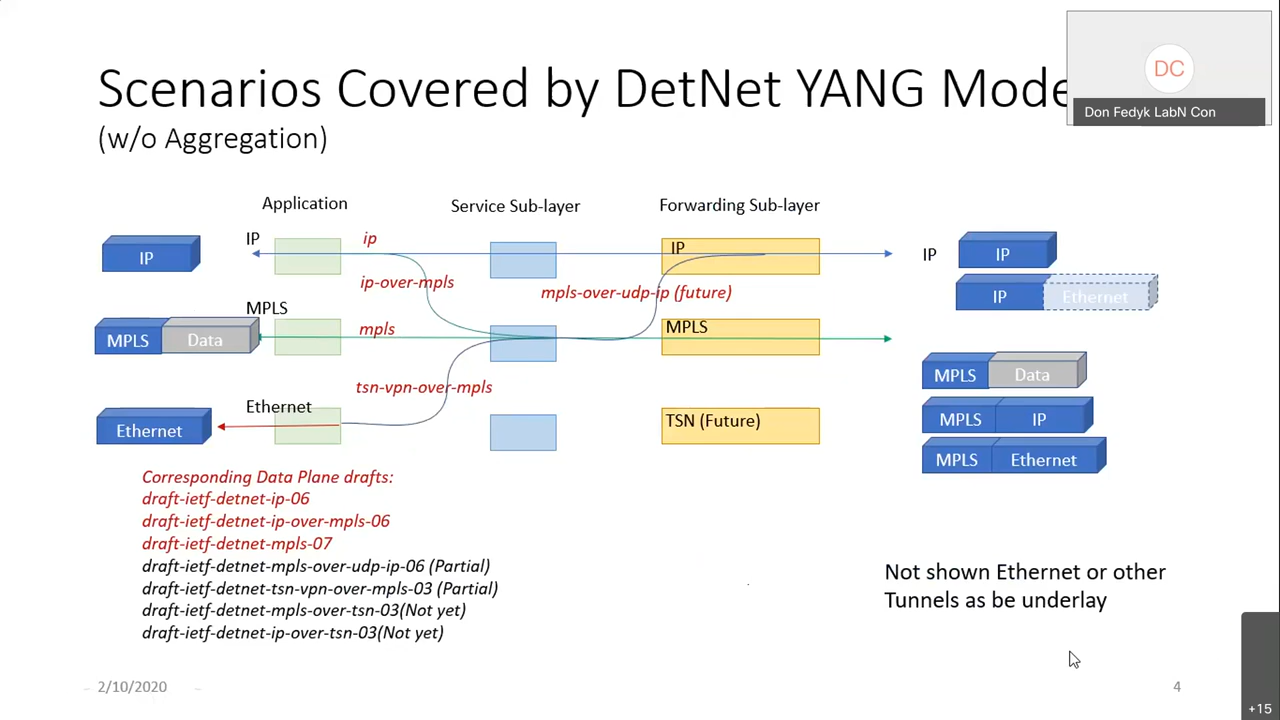 Scenarios Covered by DetNet YANG Mode
(w/o Aggregation)
DC
Don Fedyk LabN Con
Application
Service Sub-layer
Forwarding Sub-layer
IP
IP
ip
IP
IP
IP
ip-over-mpls
mpls-over-udp-ip (future)
IP
Ethernet
MPLS
MPLS
Data
mpls
MPLS
MPLS
Data
tsn-vpn-over-mpls
Ethernet
Ethernet
TSN (Future)
MPLS
IP
MPLS
Ethernet
Corresponding Data Plane drafts:
draft-ietf-detnet-ip-06
draft-ietf-detnet-ip-over-mpls-06
draft-ietf-detnet-mpls-07
draft-ietf-detnet-mpls-over-udp-ip-06 (Partial)
draft-ietf-detnet-tsn-vpn-over-mpls-03 (Partial)
draft-ietf-detnet-mpls-over-tsn-03(Not yet)
draft-ietf-detnet-ip-over-tsn-03(Not yet)
Not shown Ethernet or other
Tunnels as be underlay
2/10/2020
4
+15